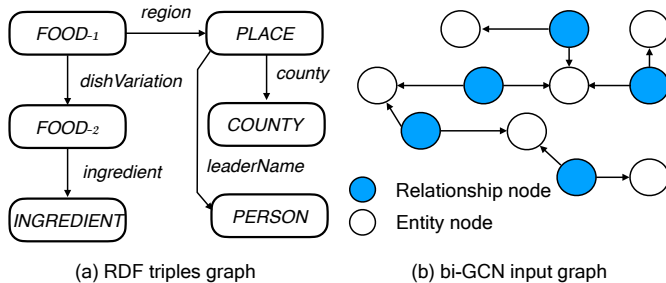 region
FOOD-1
PLACE
dishVariation
county
FOOD-2
COUNTY
ingredient
leaderName
INGREDIENT
PERSON
(a) RDF triples graph
Relationship node
Entity node
(b) bi-GCN input graph